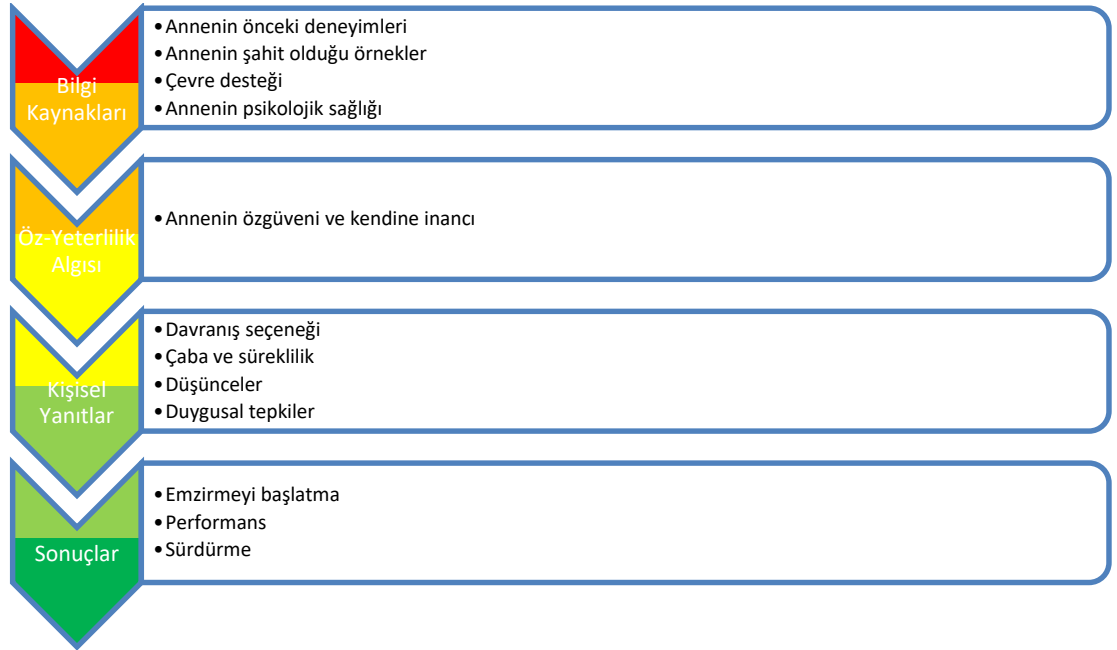 Bilgi
Kaynakları
•Annenin önceki deneyimleri
•Annenin şahit olduğu örnekler
•Çevre desteği
•Annenin psikolojik sağlığı
Öz-Yeterlilik
Algısı
•Annenin özgüveni ve kendine inancı
Kişisel
Yanıtlar
•Davranış seçeneği
•Çaba ve süreklilik
•Düşünceler
•Duygusal tepkiler
Sonuçlar
•Emzirmeyi başlatma
•Performans
•Sürdürme